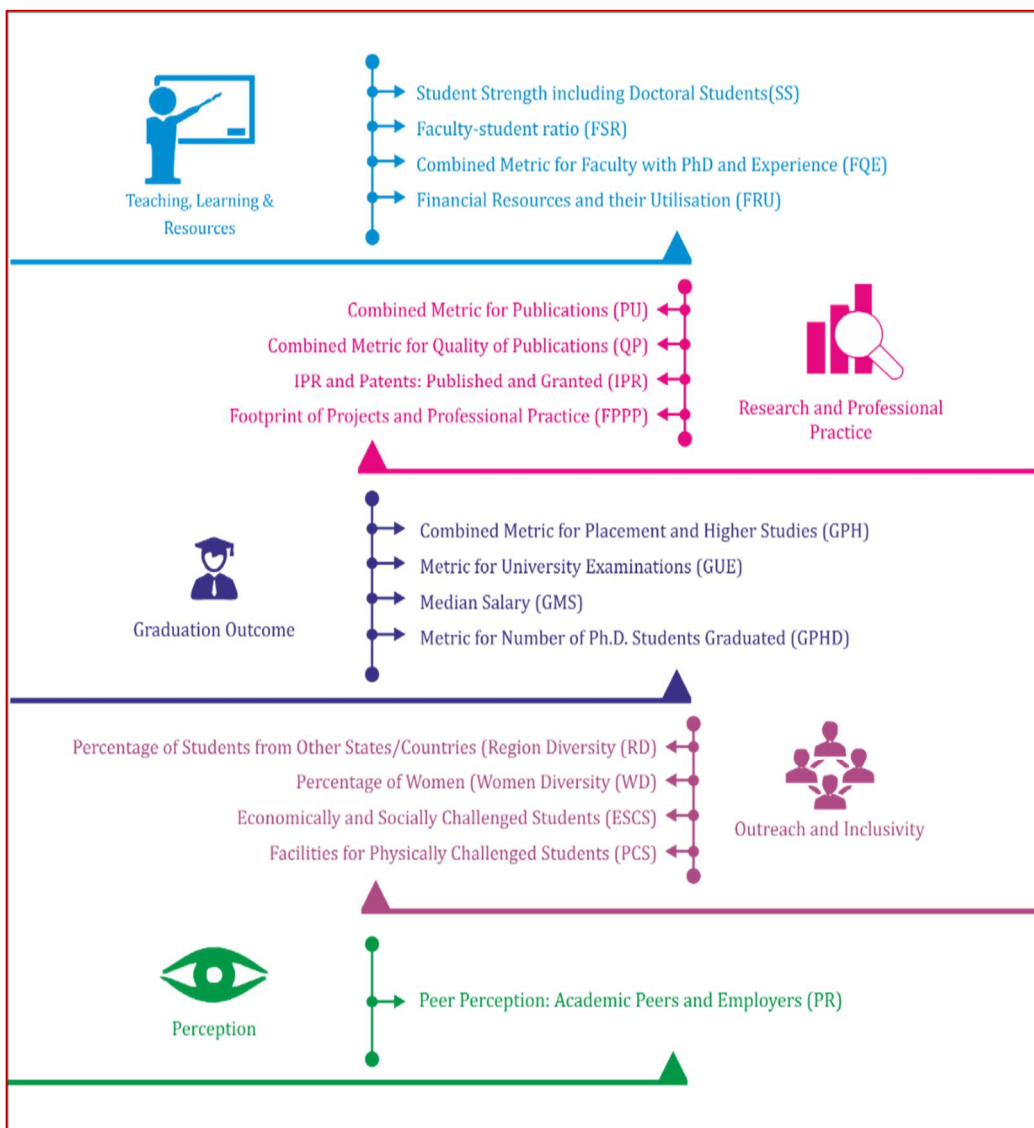 Student Strength including Doctoral Students(SS)
Faculty-student ratio (FSR)
Combined Metric for Faculty with PhD and Experience (FQE)
Financial Resources and their Utilisation (FRU)
Teaching, Learning &
Resources
Combined Metric for Publications (PU)
Combined Metric for Quality of Publications (QP)
IPR and Patents: Published and Granted (IPR)
Footprint of Projects and Professional Practice (FPPP)
Research and Professional
Practice
Combined Metric for Placement and Higher Studies (GPH)
Metric for University Examinations (GUE)
Median Salary (GMS)
Metric for Number of Ph.D. Students Graduated (GPHD)
Graduation Outcome
Percentage of Students from Other States/Countries (Region Diversity (RD)
Percentage of Women (Women Diversity (WD)
Economically and Socially Challenged Students (ESCS)
Facilities for Physically Challenged Students (PCS)
Outreach and Inclusivity
Peer Perception: Academic Peers and Employers (PR)
Perception